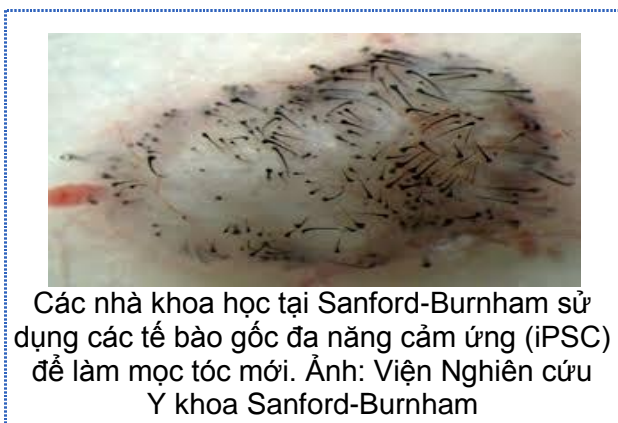 Các nhà khoa học tại Sanford-Burnham sử
dụng các tế bào gốc đa năng cảm ứng (iPSC)
để làm mọc tóc mới. Ảnh: Viện Nghiên cứu
Y khoa Sanford-Burnham